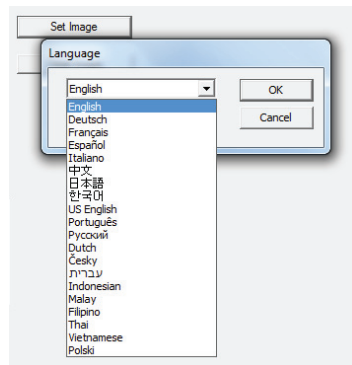 Set Image
Language
English
OK
Cancel
English
Deutsch
Français
Español
Italiano
中文
日本語
한국어
US English
Português
Русский
Dutch
Česky
עברית
Indonesian
Malay
Filipino
Thai
Vietnamese
Polski